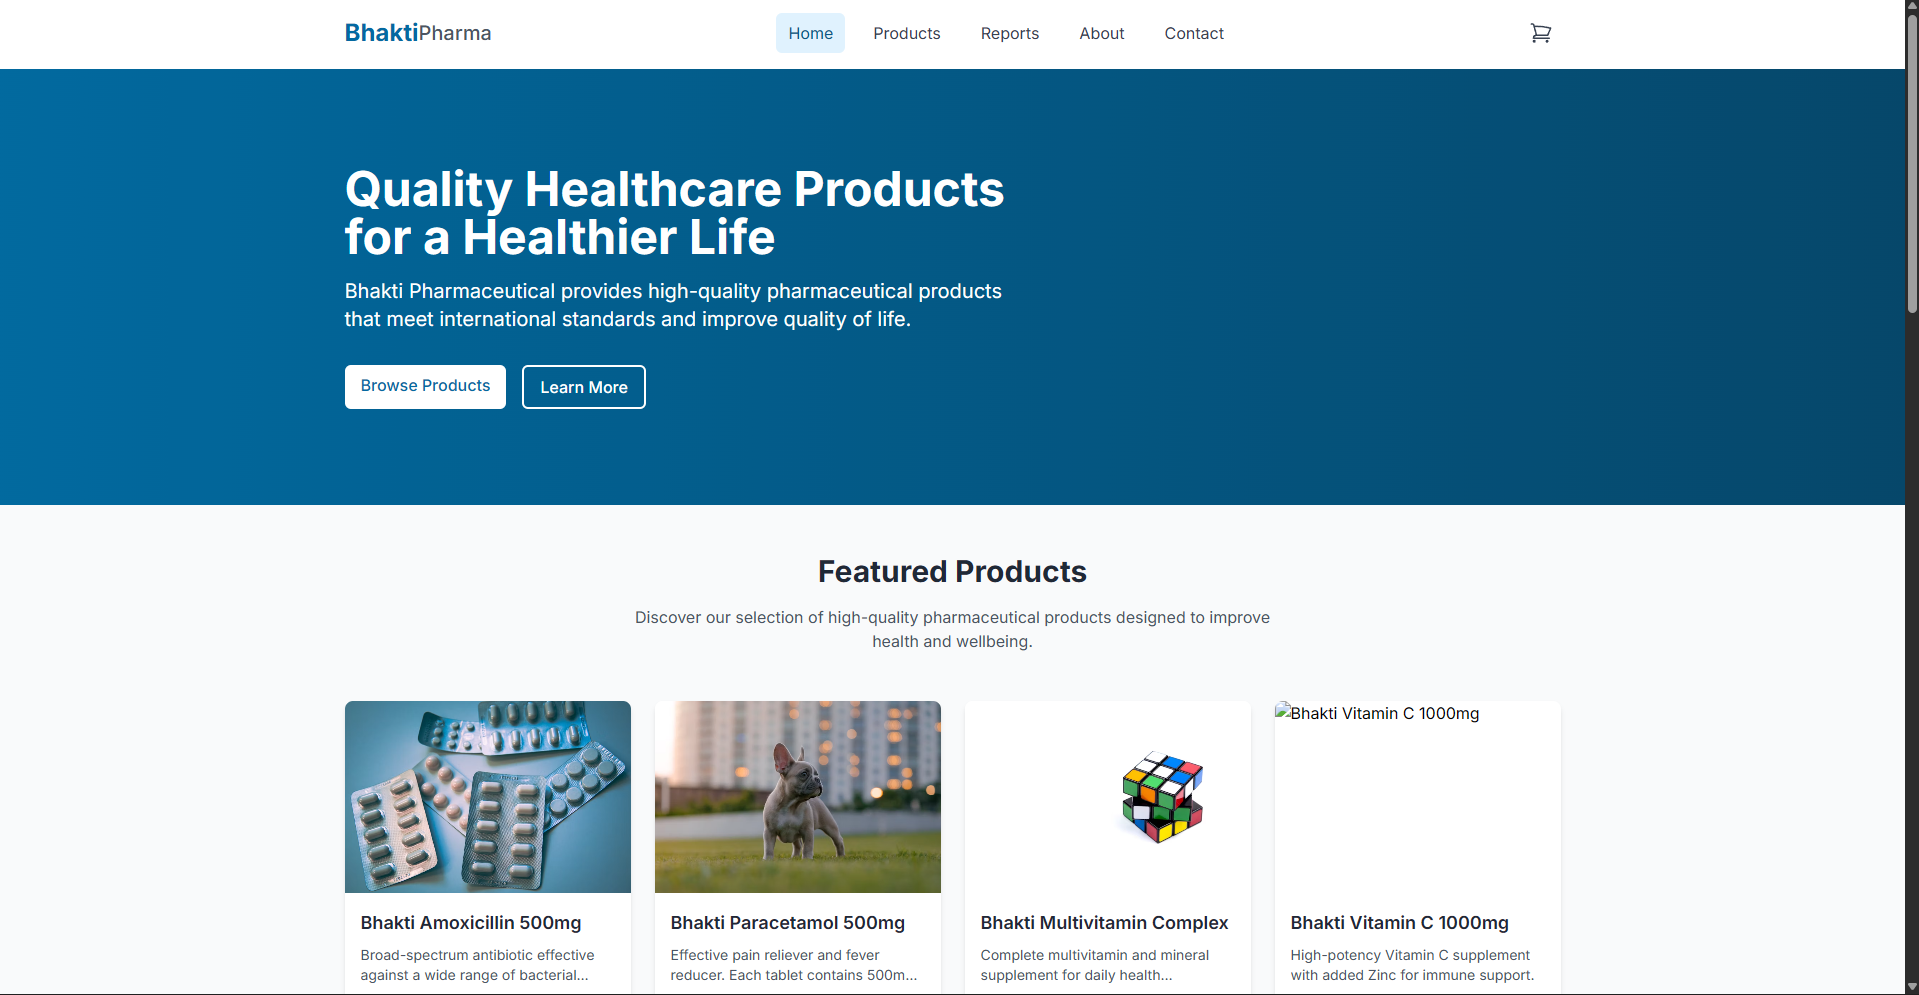 BhaktiPharma
Home Products Reports About Contact
Quality Healthcare Products
for a Healthier Life
Bhakti Pharmaceutical provides high-quality pharmaceutical products
that meet international standards and improve quality of life.
Browse Products Learn More
Featured Products
Discover our selection of high-quality pharmaceutical products designed to improve
health and wellbeing.
Bhakti Vitamin C 1000mg
Bhakti Amoxicillin 500mg
Broad-spectrum antibiotic effective
against a wide range of bacterial...
Bhakti Paracetamol 500mg
Effective pain reliever and fever
reducer. Each tablet contains 500m...
Bhakti Multivitamin Complex
Complete multivitamin and mineral
supplement for daily health...
Bhakti Vitamin C 1000mg
High-potency Vitamin C supplement
with added Zinc for immune support.